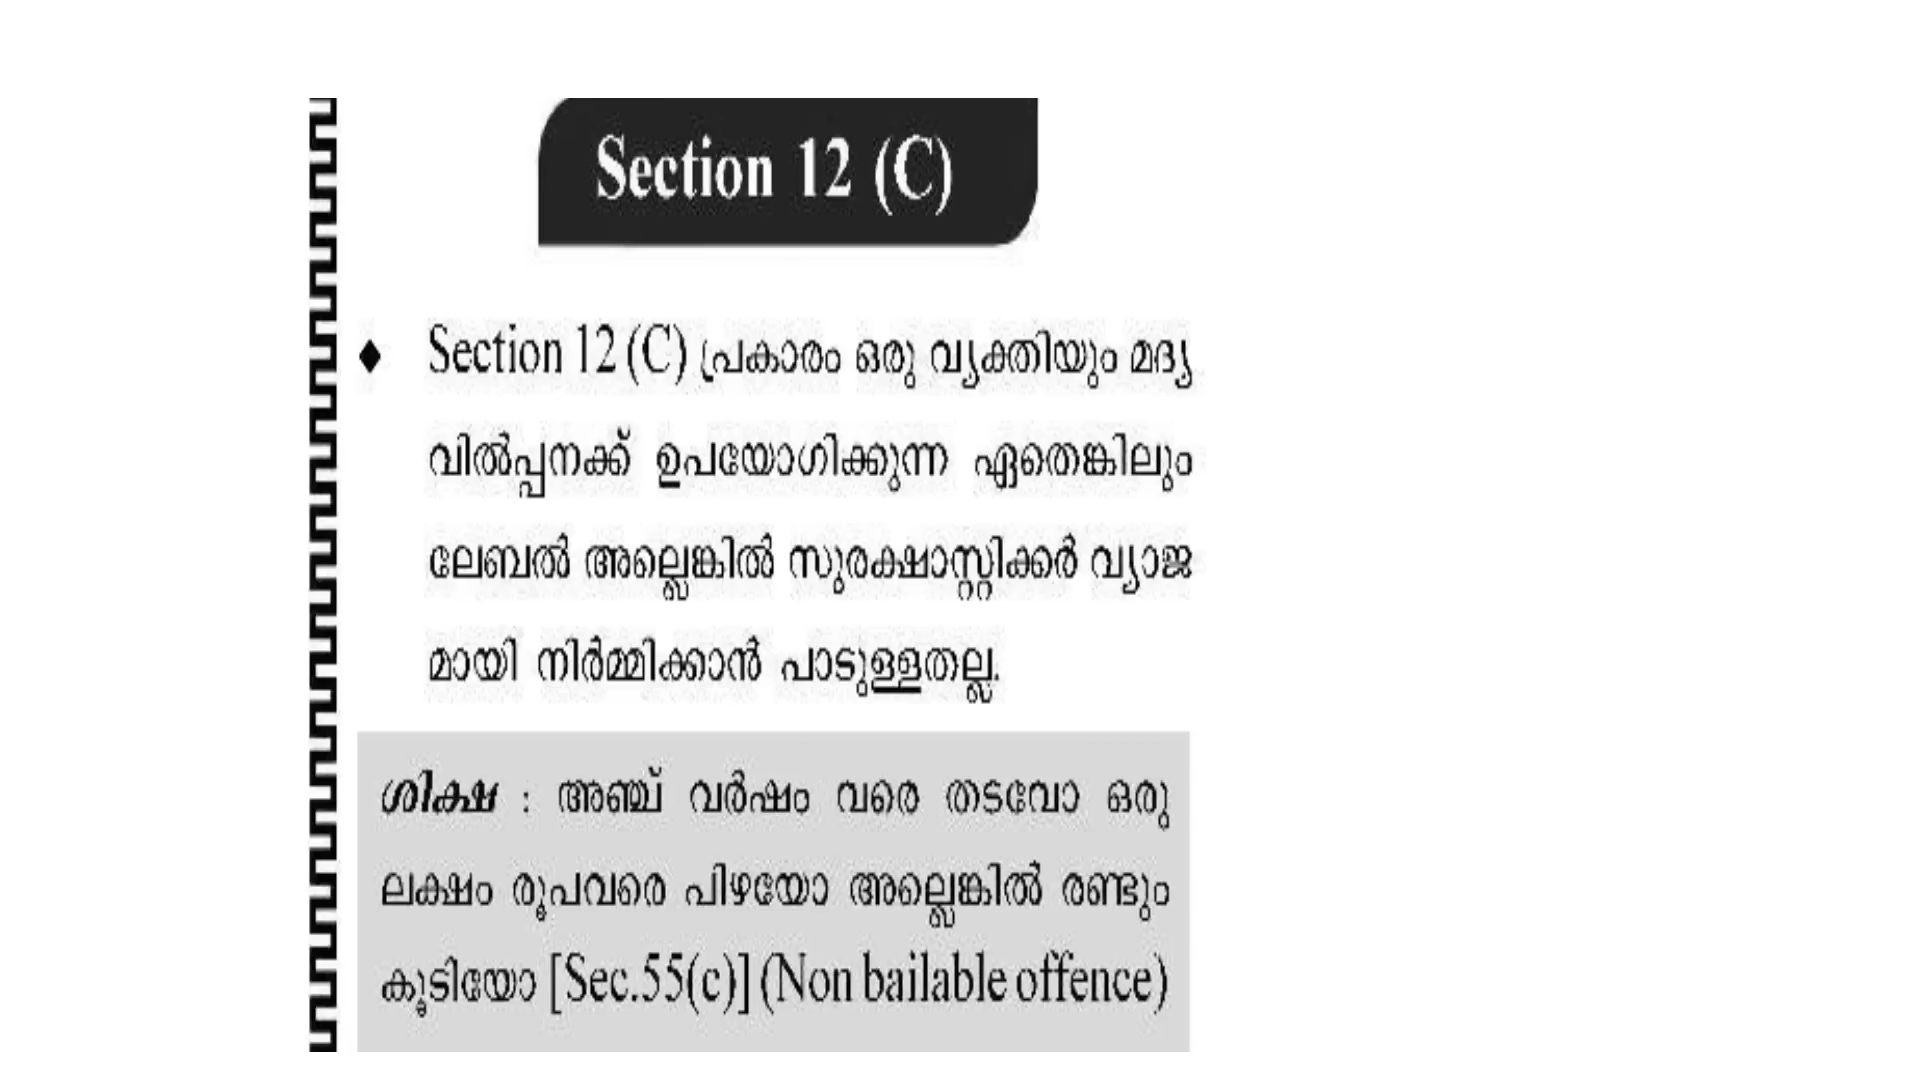 Section 12 (C)
♦ Section 12 (C) പ്രകാരം ഒരു വ്യക്തിയും മദ്യ
വിൽപ്പനക്ക് ഉപയോഗിക്കുന്ന ഏതെങ്കിലും
ലേബൽ അല്ലെങ്കിൽ സുരക്ഷാസ്റ്റിക്കർ വ്യാജ
മായി നിർമ്മിക്കാൻ പാടുള്ളതല്ല.
ശിക്ഷ : അഞ്ച് വർഷം വരെ തടവോ ഒരു
ലക്ഷം രൂപവരെ പിഴയോ അല്ലെങ്കിൽ രണ്ടും
കൂടിയോ [Sec.55(c)] (Non bailable offence)